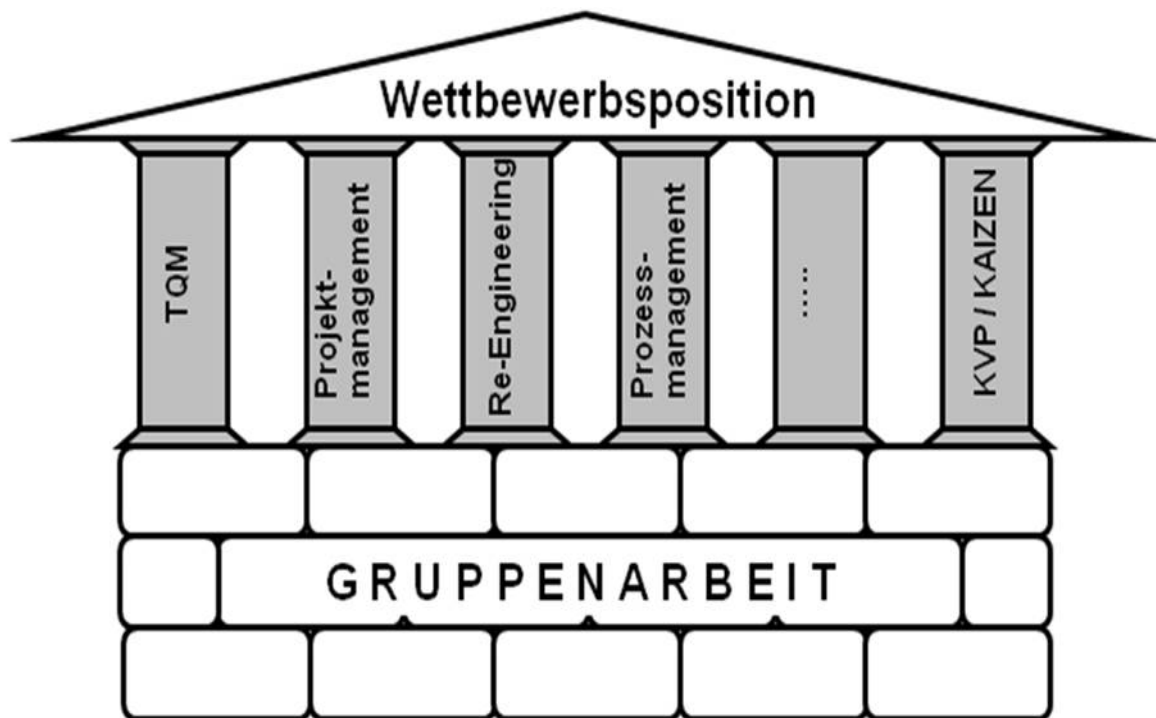 Wettbewerbsposition
TQM
Projekt-
management
Re-Engineering
Prozess-
management
.....
KVP / KAIZEN
GRUPPENARBEIT